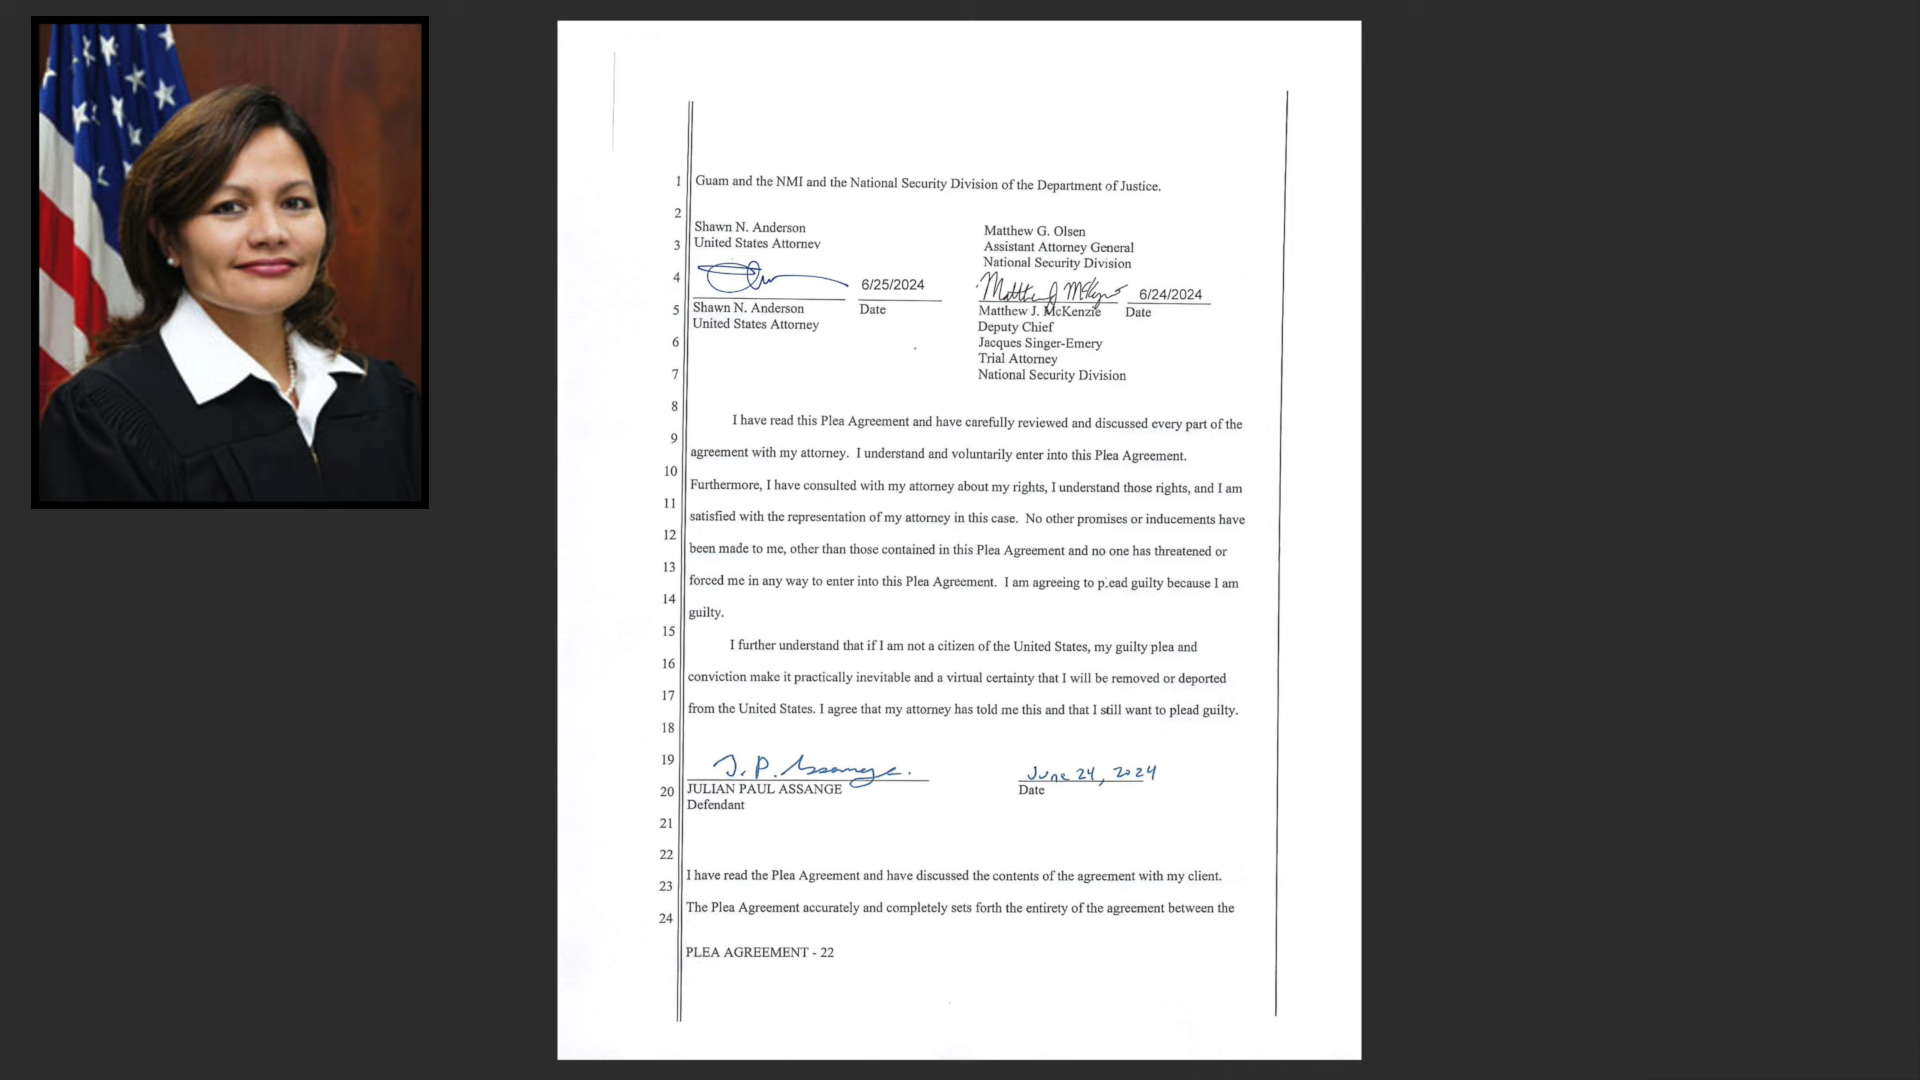 1 Guam and the NMI and the National Security Division of the Department of Justice.
2
Shawn N. Anderson
3 United States Attorney
Matthew G. Olsen
Assistant Attorney General
National Security Division
4
6/25/2024
Matthew J McKenzie
6/24/2024
5 Shawn N. Anderson
United States Attorney
Date
Matthew J. McKenzie
Date
Deputy Chief
6 Jacques Singer-Emery
Trial Attorney
7 National Security Division
8
I have read this Plea Agreement and have carefully reviewed and discussed every part of the
9
agreement with my attorney. I understand and voluntarily enter into this Plea Agreement.
10
Furthermore, I have consulted with my attorney about my rights, I understand those rights, and I am
11
satisfied with the representation of my attorney in this case. No other promises or inducements have
12
been made to me, other than those contained in this Plea Agreement and no one has threatened or
13
forced me in any way to enter into this Plea Agreement. I am agreeing to plead guilty because I am
14
guilty.
15
I further understand that if I am not a citizen of the United States, my guilty plea and
16
conviction make it practically inevitable and a virtual certainty that I will be removed or deported
17
from the United States. I agree that my attorney has told me this and that I still want to plead guilty.
18
19
J. P. Assange.
June 24, 2024
20 JULIAN PAUL ASSANGE
Date
Defendant
21
22
I have read the Plea Agreement and have discussed the contents of the agreement with my client.
23
The Plea Agreement accurately and completely sets forth the entirety of the agreement between the
24
PLEA AGREEMENT - 22